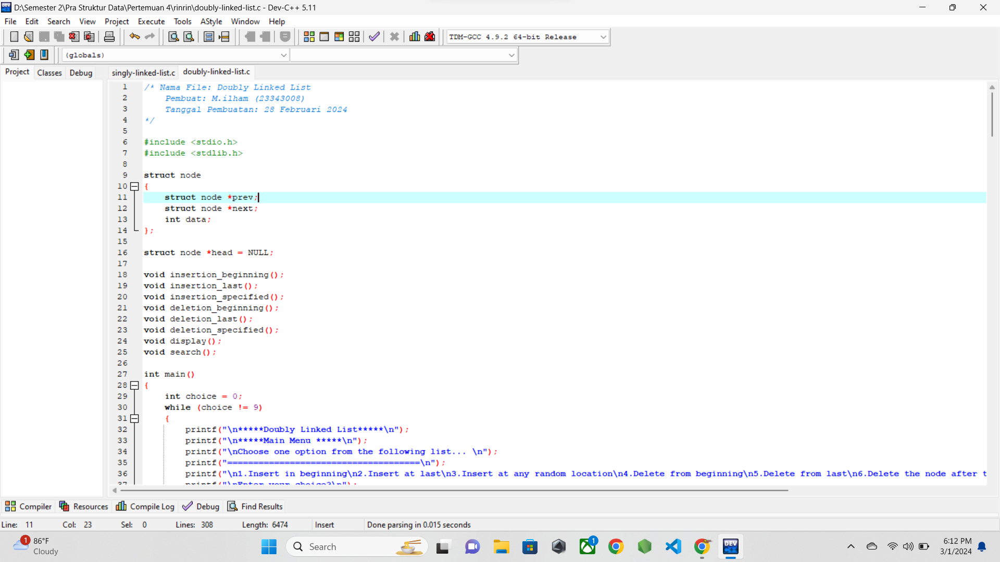 D:\Semester 2\Pra Struktur Data\Pertemuan 4\rinrin\doubly-linked-list.c - Dev-C++ 5.11
File Edit Search View Project Execute Tools AStyle Window Help
TDM-GCC 4.9.2 64-bit Release
(globals)
Project Classes Debug singly-linked-list.c doubly-linked-list.c
1 /* Nama File: Doubly Linked List
2 Pembuat: M.ilham (23343008)
3 Tanggal Pembuatan: 28 Februari 2024
4 */
5
6 #include <stdio.h>
7 #include <stdlib.h>
8
9 struct node
10 {
11 struct node *prev;
12 struct node *next;
13 int data;
14 };
15
16 struct node *head = NULL;
17
18 void insertion_beginning();
19 void insertion_last();
20 void insertion_specified();
21 void deletion_beginning();
22 void deletion_last();
23 void deletion_specified();
24 void display();
25 void search();
26
27 int main()
28 {
29 int choice = 0;
30 while (choice != 9)
31 {
32 printf("\n*****Doubly Linked List*****\n");
33 printf("\n*****Main Menu *****\n");
34 printf("\nChoose one option from the following list... \n");
35 printf("=====================================\n");
36 printf("\n1.Insert in beginning\n2.Insert at last\n3.Insert at any random location\n4.Delete from beginning\n5.Delete from last\n6.Delete the node after t
37 printf("\nEnter your choice?\n");
Compiler Resources Compile Log Debug Find Results
Line: 11 Col: 23 Sel: 0 Lines: 308 Length: 6474 Insert Done parsing in 0.015 seconds
1 86°F
Cloudy
Search
1
DEV
C++
6:12 PM
3/1/2024